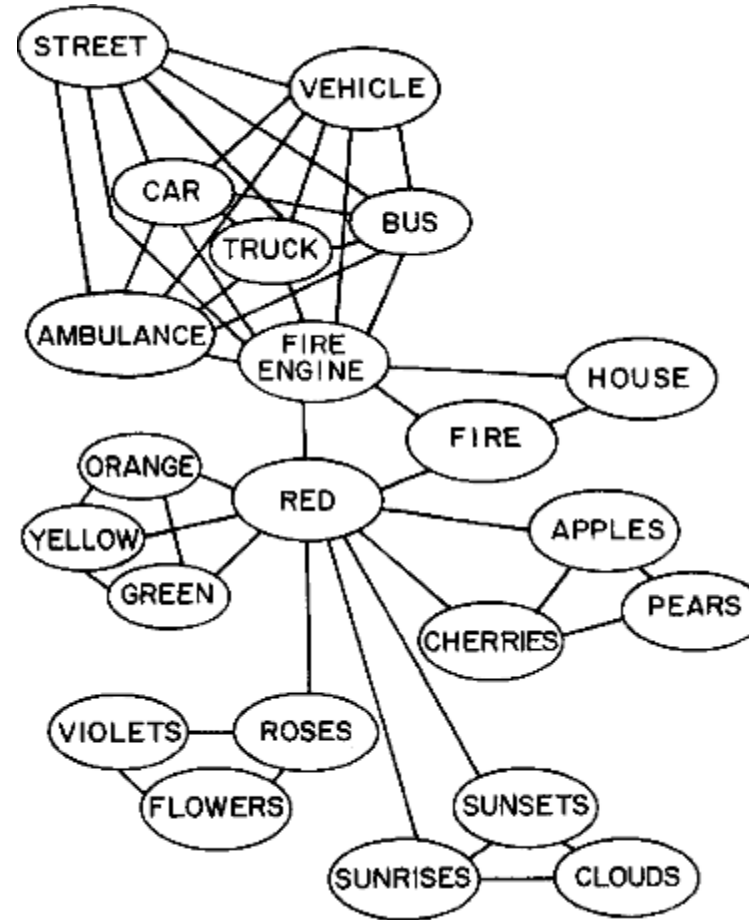 STREET
VEHICLE
CAR
BUS
TRUCK
AMBULANCE
FIRE
ENGINE
HOUSE
FIRE
ORANGE
RED
YELLOW
APPLES
GREEN
PEARS
CHERRIES
VIOLETS
ROSES
FLOWERS
SUNSETS
SUNRISES
CLOUDS